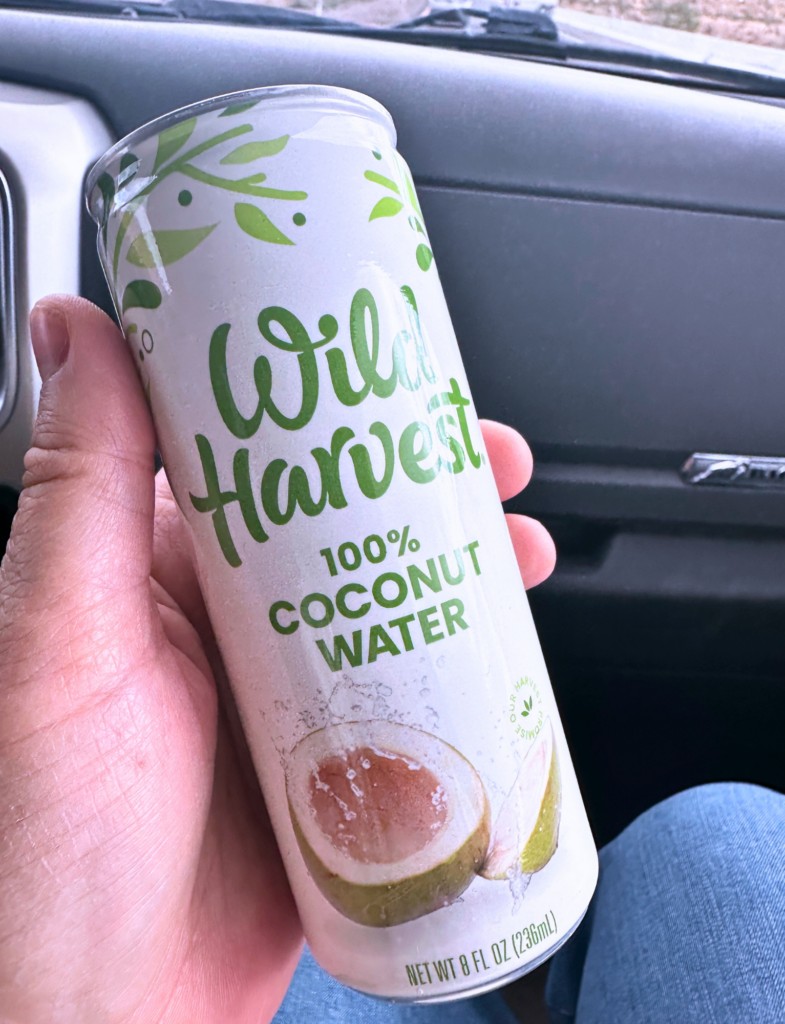 Wild
Harvest
100%
COCONUT
WATER
OUR HARVEST PROMISE
NET WT 8 FL OZ (236mL)